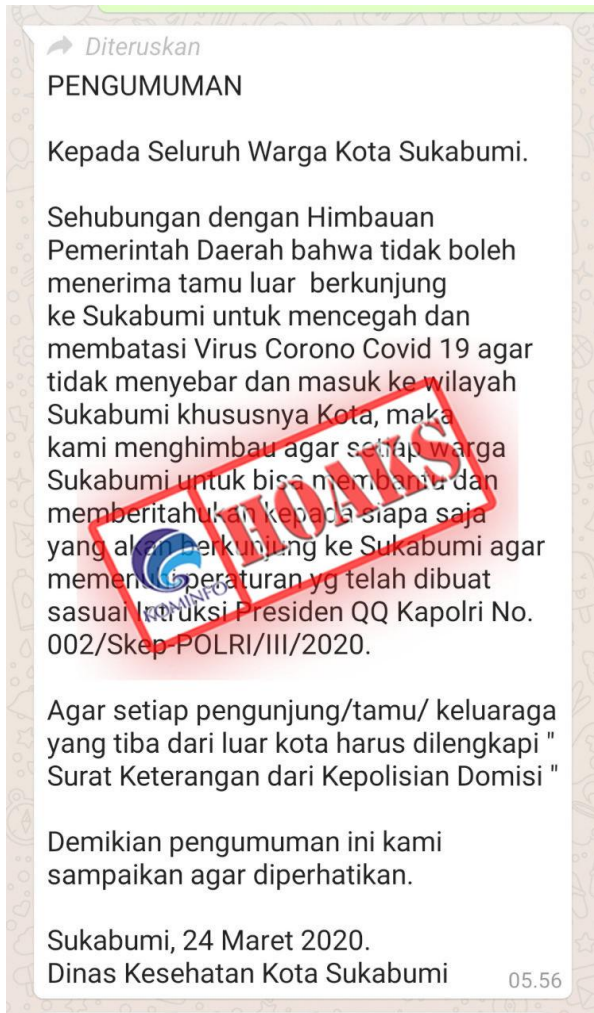 Diteruskan
PENGUMUMAN
Kepada Seluruh Warga Kota Sukabumi.
Sehubungan dengan Himbauan
Pemerintah Daerah bahwa tidak boleh
menerima tamu luar berkunjung
ke Sukabumi untuk mencegah dan
membatasi Virus Corono Covid 19 agar
tidak menyebar dan masuk ke wilayah
Sukabumi khususnya Kota, maka
kami menghimbau agar setiap warga
Sukabumi untuk bisa membantu dan
memberitahukan kepada siapa saja
yang akan berkunjung ke Sukabumi agar
memenuhi peraturan yg telah dibuat
sasuai Intruksi Presiden QQ Kapolri No.
002/Skep-POLRI/III/2020.
HOAKS
KOMINFO
Agar setiap pengunjung/tamu/ keluaraga
yang tiba dari luar kota harus dilengkapi "
Surat Keterangan dari Kepolisian Domisi "
Demikian pengumuman ini kami
sampaikan agar diperhatikan.
Sukabumi, 24 Maret 2020.
Dinas Kesehatan Kota Sukabumi
05.56